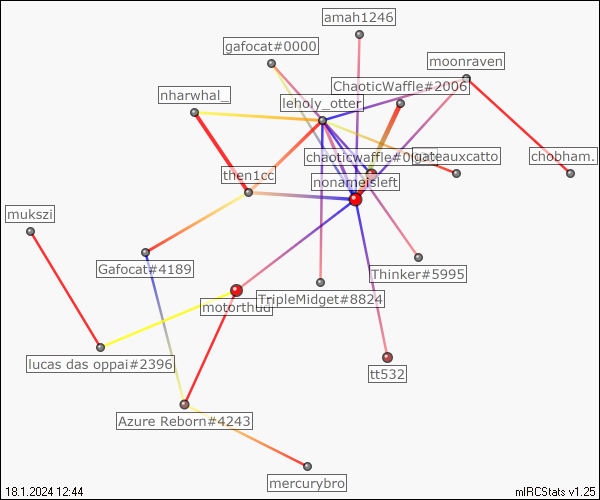 amah1246
gafocat#0000
moonraven
ChaoticWaffle#2006
nharwhal_
leholy_otter
chaoticwaffle#0
gateauxcatto
chobham.
then1cc
nonameisleft
mukszi
Gafocat#4189
Thinker#5995
motorthud
TripleMidget#8824
lucas das oppai#2396
tt532
Azure Reborn#4243
mercurybro
18.1.2024 12:44
mIRCStats v1.25